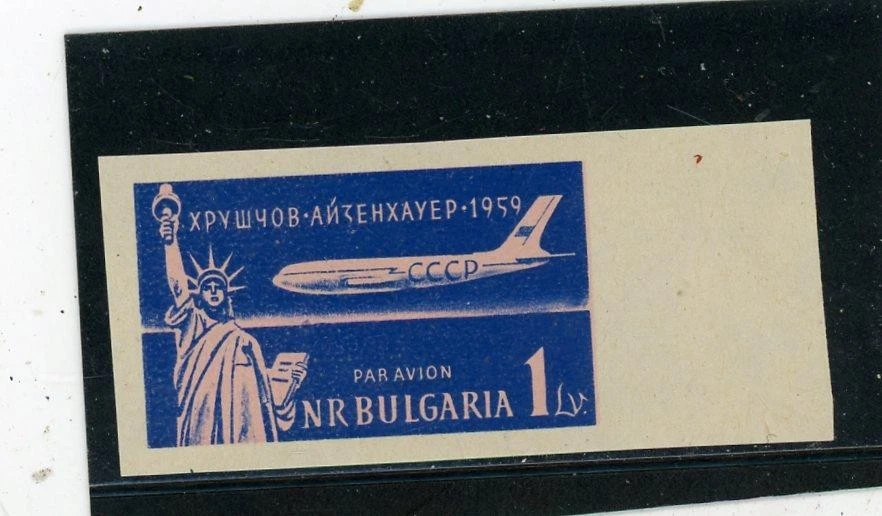 ХРУШЧОВ·АЙЗЕНХАУЕР·1959
СССР
PAR AVION
NR BULGARIA 1 Lv.